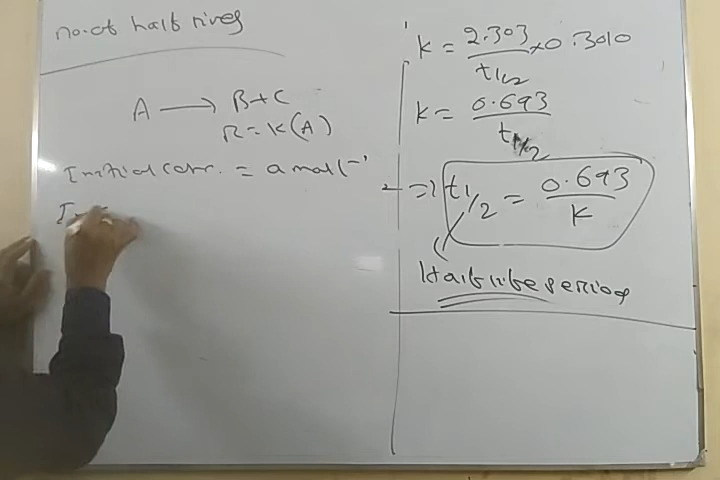 no. of half lives
A → B+C
R = K(A)
Initial conc. = a mol L⁻¹
K = 2.303/t1/2 × 0.3010
K = 0.693/t1/2
⇒ t1/2 = 0.693/K
Half life period